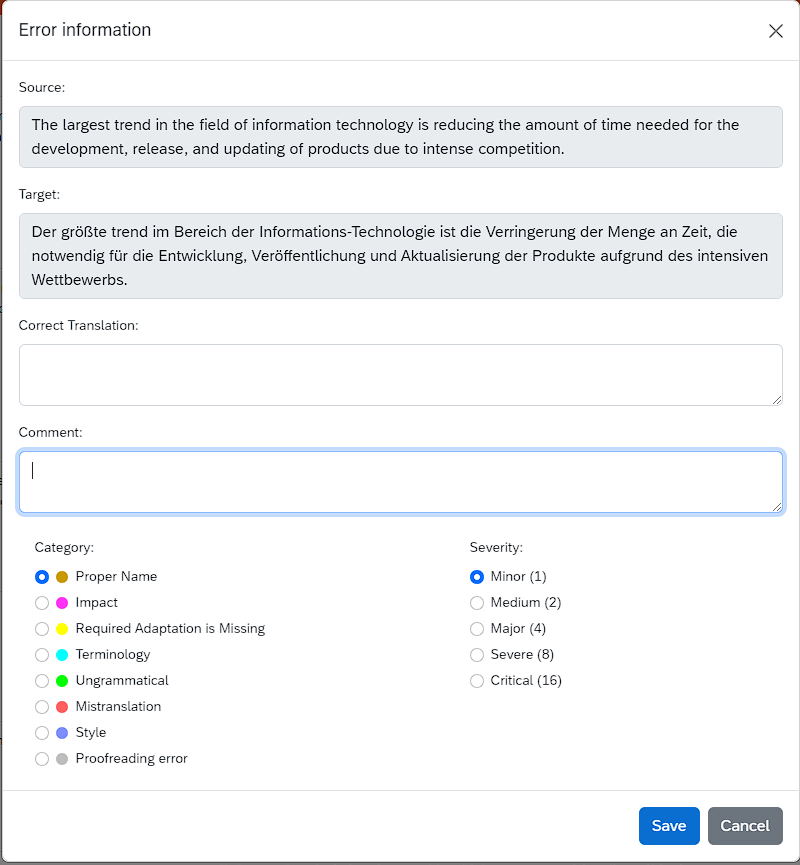 Error information
Source:
The largest trend in the field of information technology is reducing the amount of time needed for the
development, release, and updating of products due to intense competition.
Target:
Der größte trend im Bereich der Informations-Technologie ist die Verringerung der Menge an Zeit, die
notwendig für die Entwicklung, Veröffentlichung und Aktualisierung der Produkte aufgrund des intensiven
Wettbewerbs.
Correct Translation:
Comment:
Category:
Proper Name
Impact
Required Adaptation is Missing
Terminology
Ungrammatical
Mistranslation
Style
Proofreading error
Severity:
Minor (1)
Medium (2)
Major (4)
Severe (8)
Critical (16)
Save
Cancel